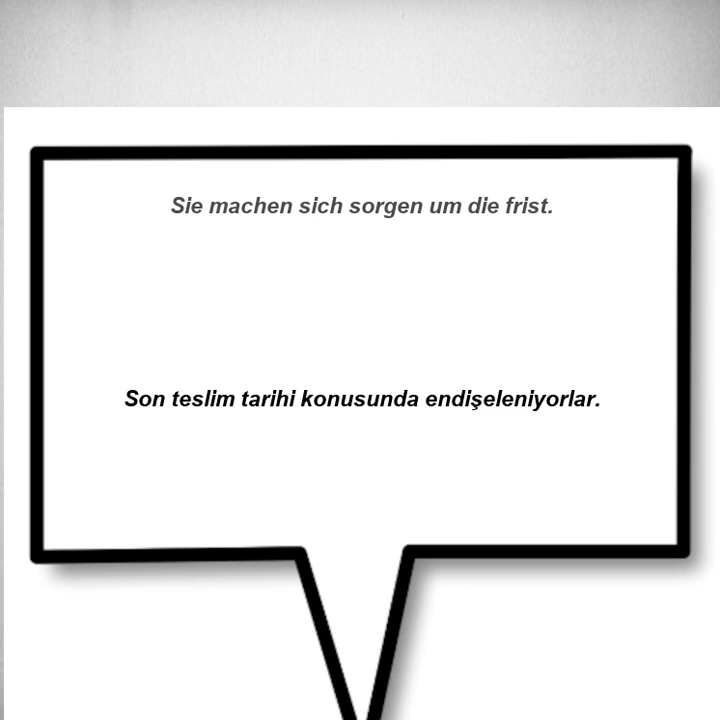 Sie machen sich sorgen um die frist.
Son teslim tarihi konusunda endişeleniyorlar.